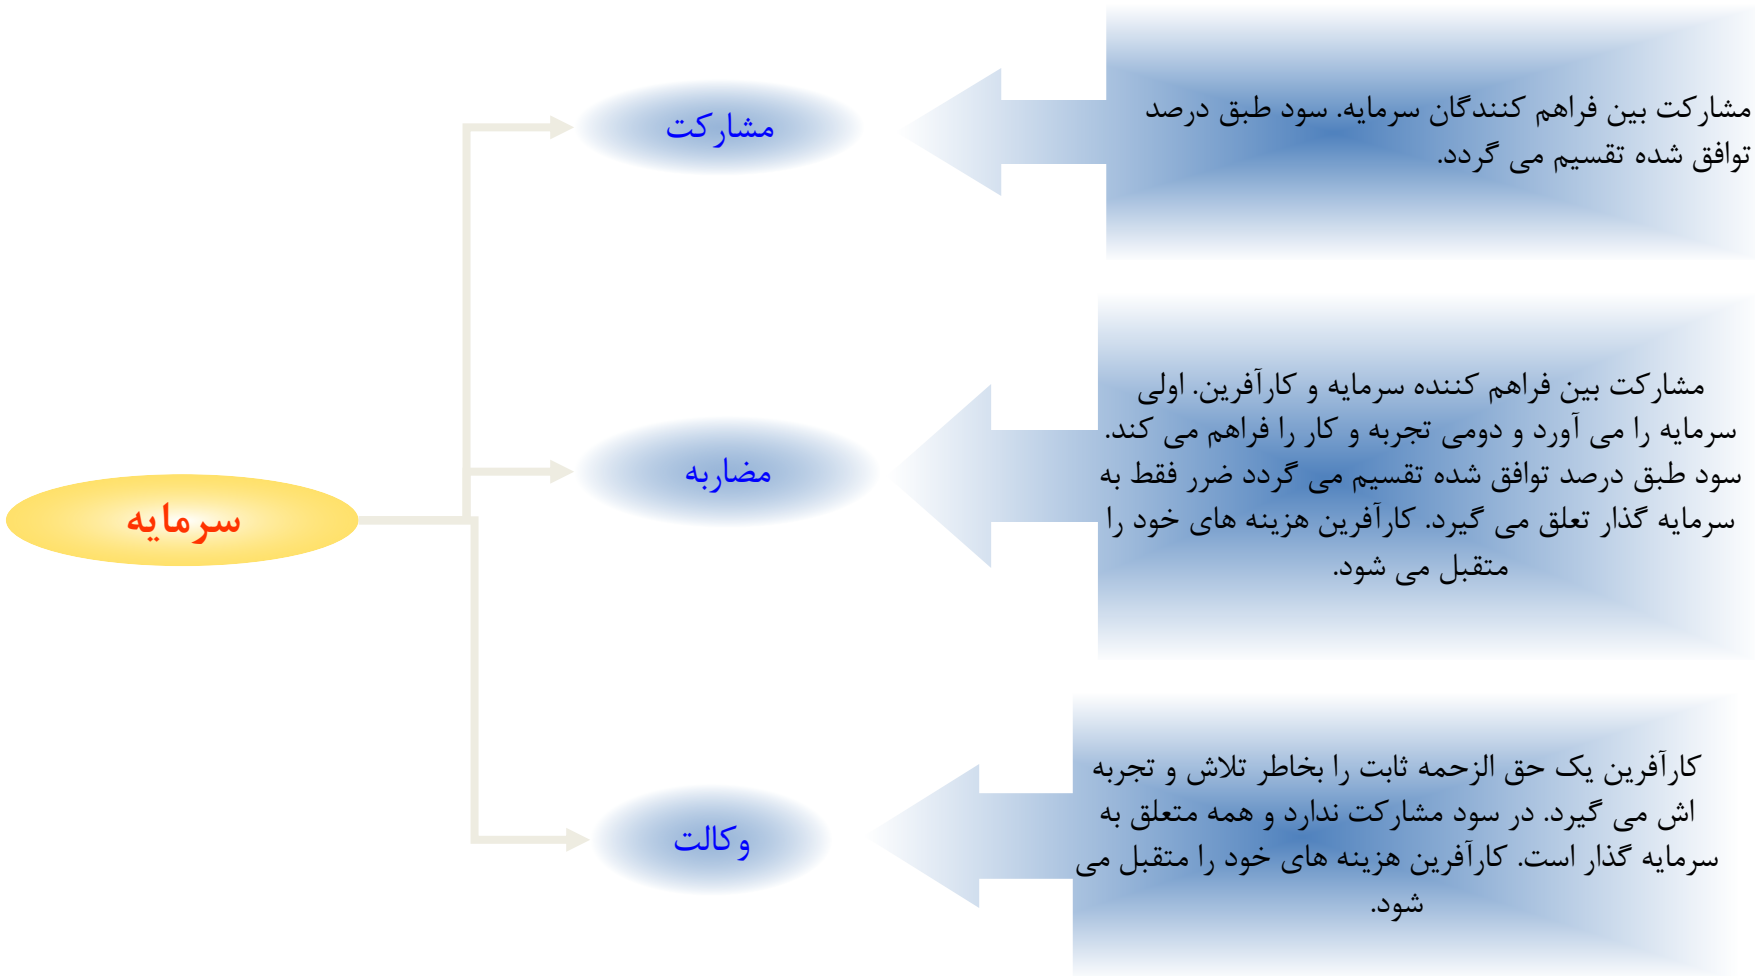 مشارکت
مشارکت بین فراهم کنندگان سرمایه. سود طبق درصد
توافق شده تقسیم می گردد.
مضاربه
مشارکت بین فراهم کننده سرمایه و کارآفرین. اولی
سرمایه را می آورد و دومی تجربه و کار را فراهم می کند.
سود طبق درصد توافق شده تقسیم می گردد ضرر فقط به
سرمایه گذار تعلق می گیرد. کارآفرین هزینه های خود را
متقبل می شود.
سرمایه
وکالت
کارآفرین یک حق الزحمه ثابت را بخاطر تلاش و تجربه
اش می گیرد. در سود مشارکت ندارد و همه متعلق به
سرمایه گذار است. کارآفرین هزینه های خود را متقبل می
شود.